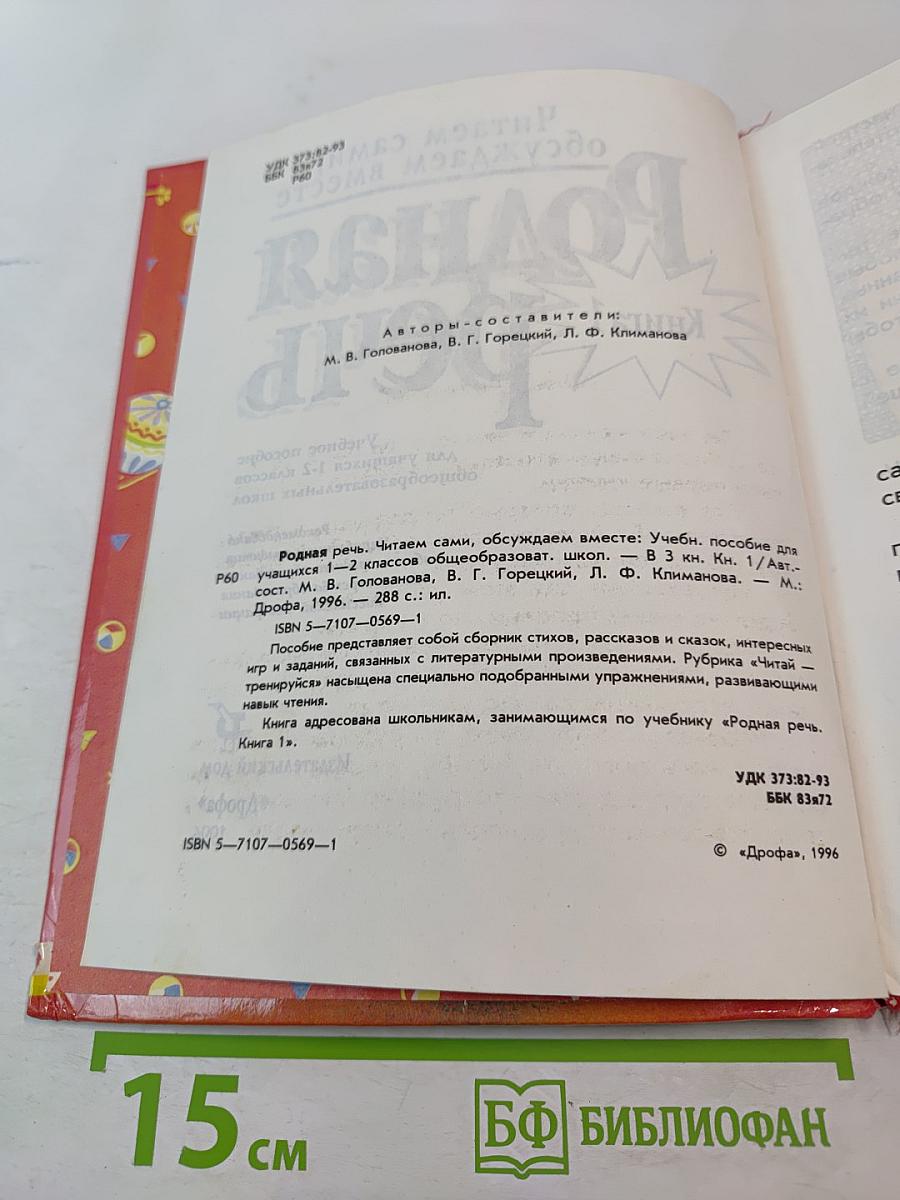 УДК 373:82-93
ББК 83я72
Р60
Авторы-составители:
М. В. Голованова, В. Г. Горецкий, Л. Ф. Климанова
Родная речь. Читаем сами, обсуждаем вместе: Учебн. пособие для
Р60 учащихся 1—2 классов общеобразоват. школ. — В 3 кн. Кн. 1/Авт.-
сост. М. В. Голованова, В. Г. Горецкий, Л. Ф. Климанова. — М.:
Дрофа, 1996. — 288 с.: ил.
ISBN 5—7107—0569—1
Пособие представляет собой сборник стихов, рассказов и сказок, интересных
игр и заданий, связанных с литературными произведениями. Рубрика «Читай —
тренируйся» насыщена специально подобранными упражнениями, развивающими
навык чтения.
Книга адресована школьникам, занимающимся по учебнику «Родная речь.
Книга 1».
УДК 373:82-93
ББК 83я72
ISBN 5—7107—0569—1
© «Дрофа», 1996
15 см
БФ БИБЛИОФАН